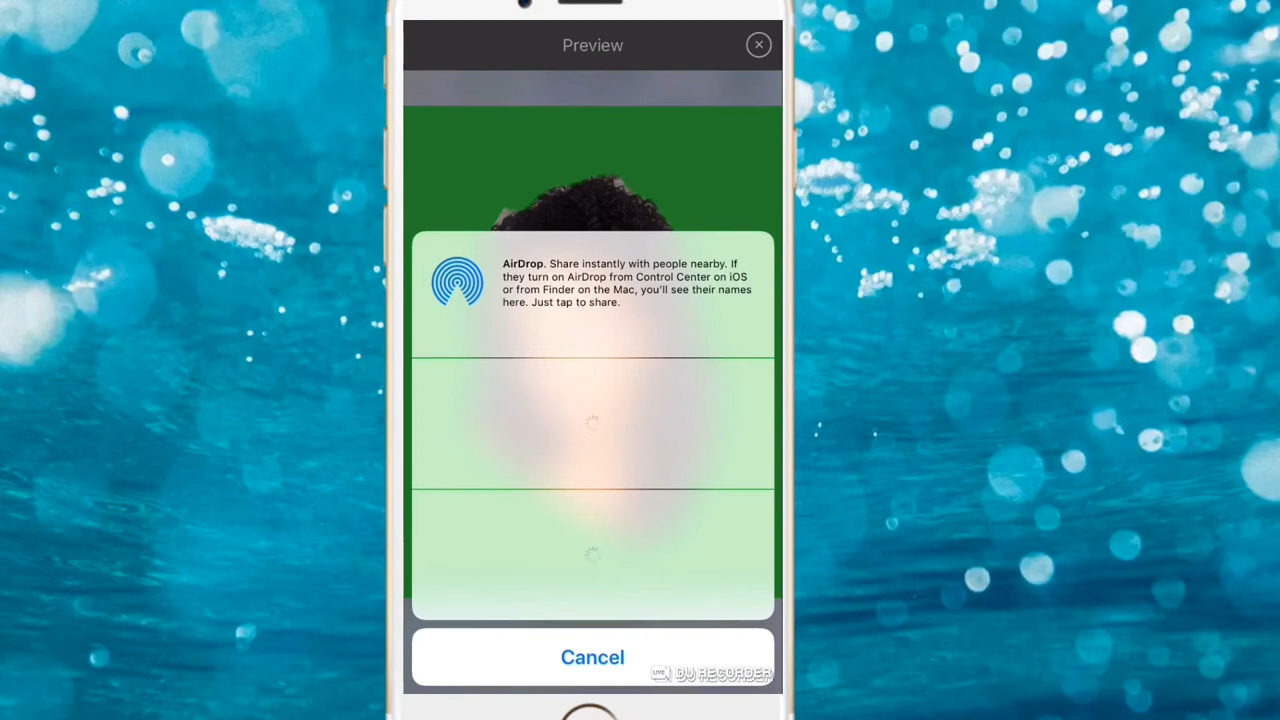 Preview
AirDrop. Share instantly with people nearby. If
they turn on AirDrop from Control Center on iOS
or from Finder on the Mac, you'll see their names
here. Just tap to share.
Cancel
LIVE DU RECORDER